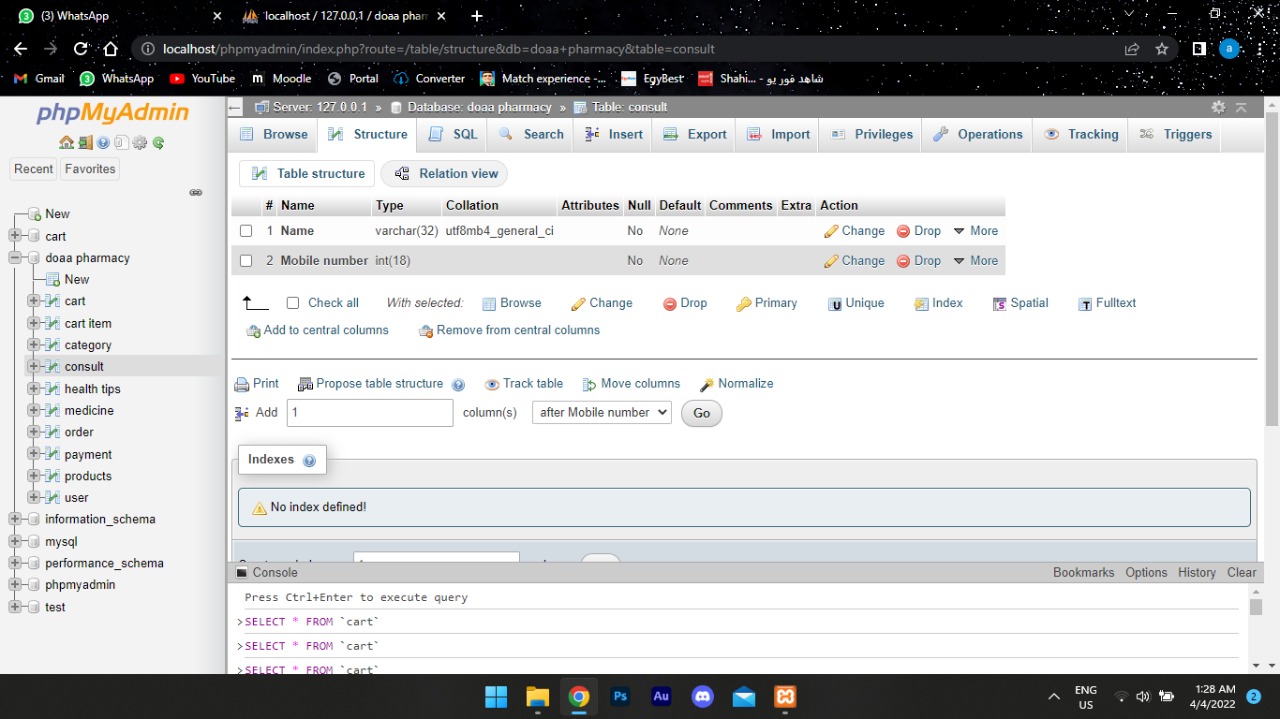 (3) WhatsApp
localhost / 127.0.0.1 / doaa phar
localhost/phpmyadmin/index.php?route=/table/structure&db=doaa+pharmacy&table=consult
a
Gmail WhatsApp YouTube Moodle Portal Converter Match experience -... EgyBest Shahi... - شاهد فور يو
phpMyAdmin
Recent Favorites
New
cart
doaa pharmacy
New
cart
cart item
category
consult
health tips
medicine
order
payment
products
user
information_schema
mysql
performance_schema
phpmyadmin
test
Server: 127.0.0.1 » Database: doaa pharmacy » Table: consult
Browse Structure SQL Search Insert Export Import Privileges Operations Tracking Triggers
Table structure Relation view
# Name Type Collation Attributes Null Default Comments Extra Action
1 Name varchar(32) utf8mb4_general_ci No None Change Drop More
2 Mobile number int(18) No None Change Drop More
Check all With selected: Browse Change Drop Primary Unique Index Spatial Fulltext
Add to central columns Remove from central columns
Print Propose table structure Track table Move columns Normalize
Add 1 column(s) after Mobile number Go
Indexes
No index defined!
Console Bookmarks Options History Clear
Press Ctrl+Enter to execute query
>SELECT * FROM `cart`
>SELECT * FROM `cart`
>SELECT * FROM `cart`
Ps Au
ENG
US
1:28 AM
4/4/2022
2